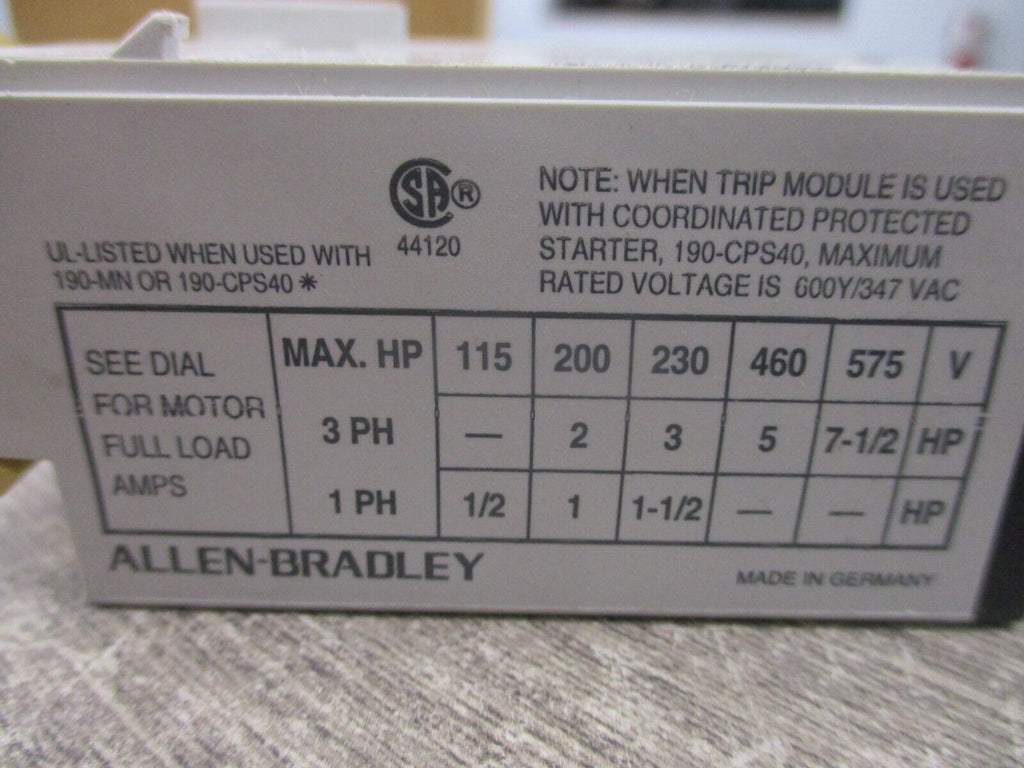 SA®
44120
UL-LISTED WHEN USED WITH
190-MN OR 190-CPS40 *
NOTE: WHEN TRIP MODULE IS USED
WITH COORDINATED PROTECTED
STARTER, 190-CPS40, MAXIMUM
RATED VOLTAGE IS 600Y/347 VAC
SEE DIAL
FOR MOTOR
FULL LOAD
AMPS
MAX. HP 115 200 230 460 575 V
3 PH — 2 3 5 7-1/2 HP
1 PH 1/2 1 1-1/2 — — HP
ALLEN-BRADLEY
MADE IN GERMANY